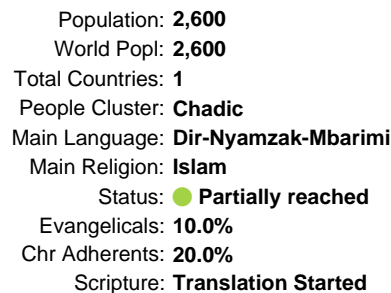 Population: 2,600
World Popl: 2,600
Total Countries: 1
People Cluster: Chadic
Main Language: Dir-Nyamzak-Mbarimi
Main Religion: Islam
Status: Partially reached
Evangelicals: 10.0%
Chr Adherents: 20.0%
Scripture: Translation Started